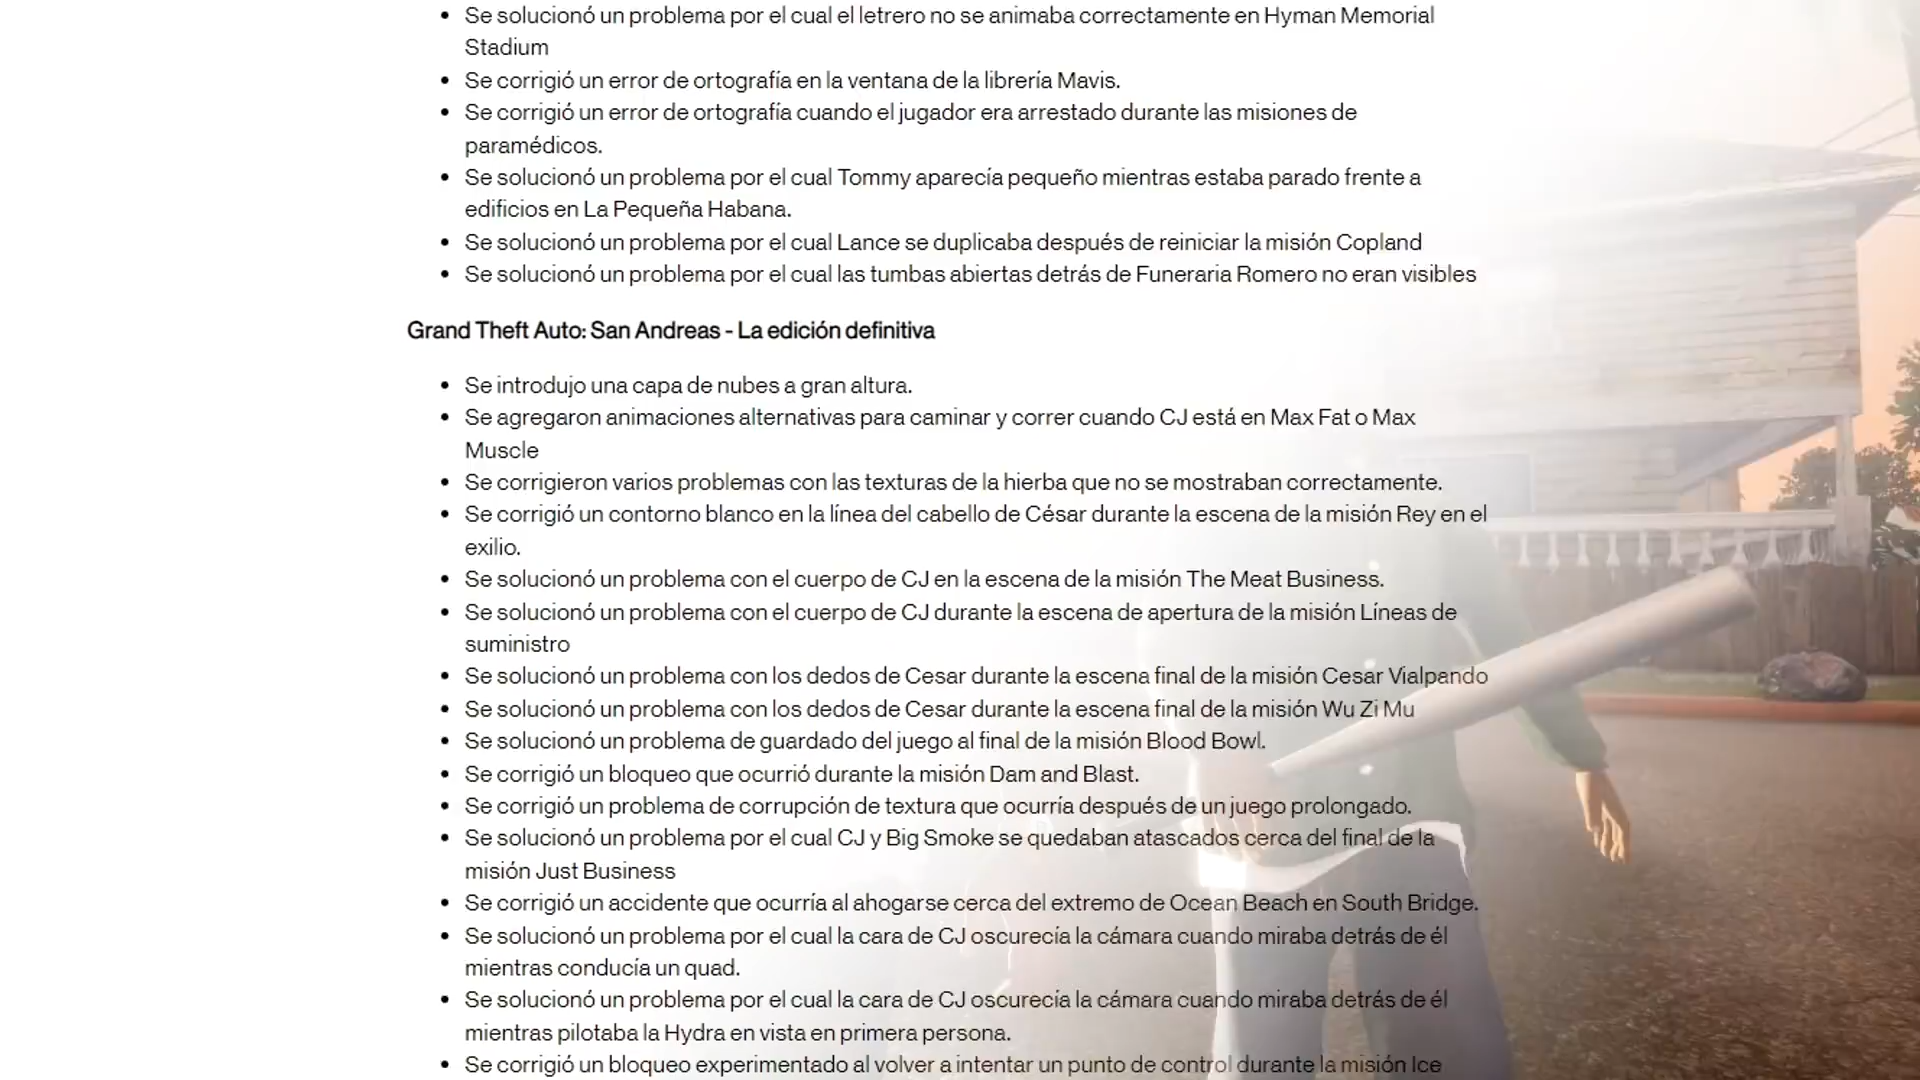 Se solucionó un problema por el cual el letrero no se animaba correctamente en Hyman Memorial
Stadium
Se corrigió un error de ortografía en la ventana de la librería Mavis.
Se corrigió un error de ortografía cuando el jugador era arrestado durante las misiones de
paramédicos.
Se solucionó un problema por el cual Tommy aparecía pequeño mientras estaba parado frente a
edificios en La Pequeña Habana.
Se solucionó un problema por el cual Lance se duplicaba después de reiniciar la misión Copland
Se solucionó un problema por el cual las tumbas abiertas detrás de Funeraria Romero no eran visibles
Grand Theft Auto: San Andreas - La edición definitiva
Se introdujo una capa de nubes a gran altura.
Se agregaron animaciones alternativas para caminar y correr cuando CJ está en Max Fat o Max
Muscle
Se corrigieron varios problemas con las texturas de la hierba que no se mostraban correctamente.
Se corrigió un contorno blanco en la línea del cabello de César durante la escena de la misión Rey en el
exilio.
Se solucionó un problema con el cuerpo de CJ en la escena de la misión The Meat Business.
Se solucionó un problema con el cuerpo de CJ durante la escena de apertura de la misión Líneas de
suministro
Se solucionó un problema con los dedos de Cesar durante la escena final de la misión Cesar Vialpando
Se solucionó un problema con los dedos de Cesar durante la escena final de la misión Wu Zi Mu
Se solucionó un problema de guardado del juego al final de la misión Blood Bowl.
Se corrigió un bloqueo que ocurrió durante la misión Dam and Blast.
Se corrigió un problema de corrupción de textura que ocurría después de un juego prolongado.
Se solucionó un problema por el cual CJ y Big Smoke se quedaban atascados cerca del final de la
misión Just Business
Se corrigió un accidente que ocurría al ahogarse cerca del extremo de Ocean Beach en South Bridge.
Se solucionó un problema por el cual la cara de CJ oscurecía la cámara cuando miraba detrás de él
mientras conducía un quad.
Se solucionó un problema por el cual la cara de CJ oscurecía la cámara cuando miraba detrás de él
mientras pilotaba la Hydra en vista en primera persona.
Se corrigió un bloqueo experimentado al volver a intentar un punto de control durante la misión Ice